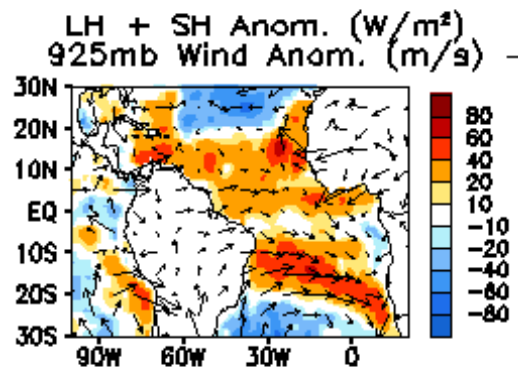 LH + SH Anom. (W/m²)
925mb Wind Anom. (m/s)
30N
20N
10N
EQ
10S
20S
30S
90W 60W 30W 0
80
60
40
20
10
-10
-20
-40
-60
-80